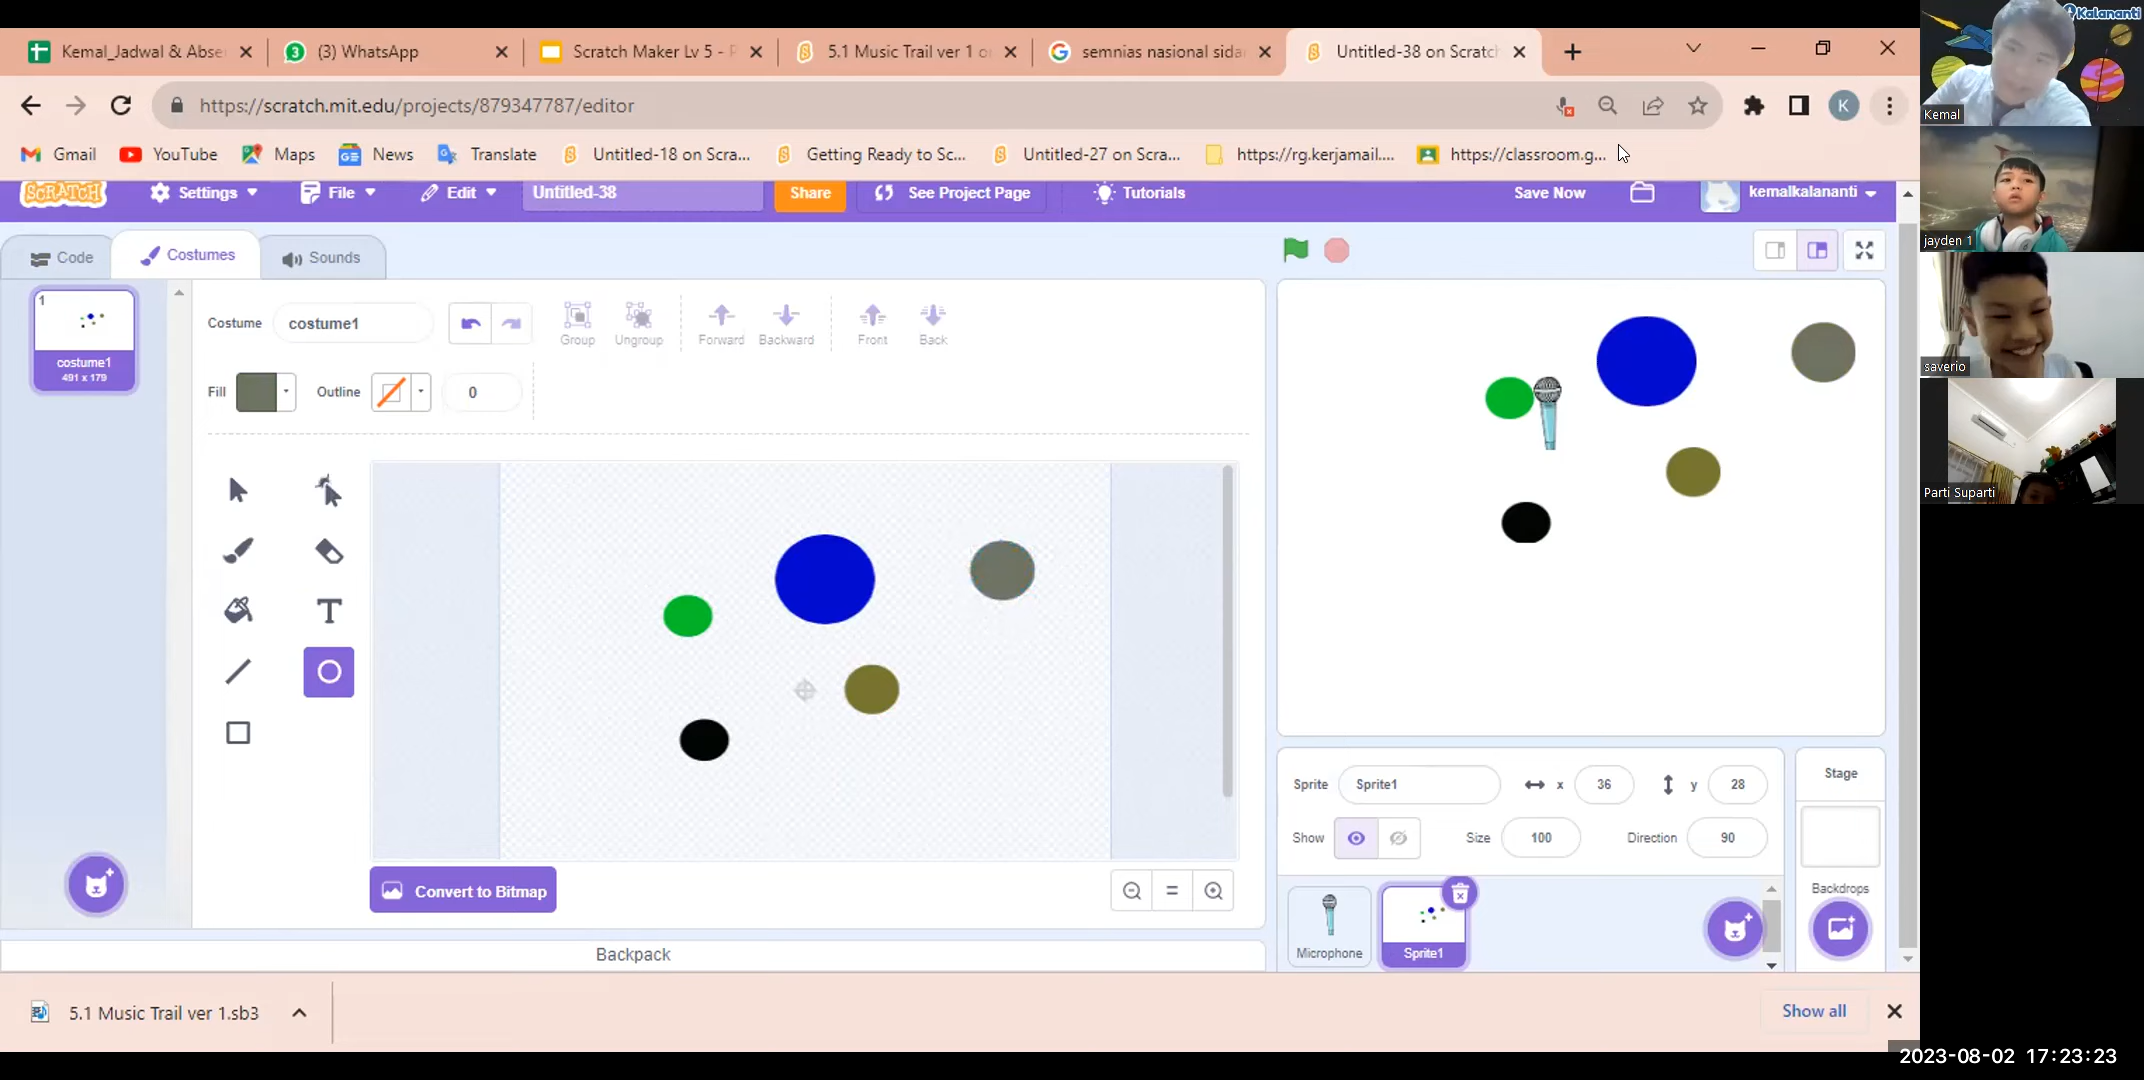 Kemal_Jadwal & Abse
(3) WhatsApp
Scratch Maker Lv 5 - P
5.1 Music Trail ver 1 o
semnias nasional sida
Untitled-38 on Scratch
https://scratch.mit.edu/projects/879347787/editor
K
Gmail
YouTube
Maps
News
Translate
Untitled-18 on Scra...
Getting Ready to Sc...
Untitled-27 on Scra...
https://rg.kerjamail....
https://classroom.g...
SCRATCH
Settings
File
Edit
Untitled-38
Share
See Project Page
Tutorials
Save Now
kemalkalananti
Code
Costumes
Sounds
1
costume1
491 x 179
Costume
costume1
Group
Ungroup
Forward
Backward
Front
Back
Fill
Outline
0
T
Convert to Bitmap
Backpack
Sprite
Sprite1
x
36
y
28
Show
Size
100
Direction
90
Stage
Backdrops
Microphone
Sprite1
5.1 Music Trail ver 1.sb3
Show all
Kalananti
Kemal
jayden 1
saverio
Parti Suparti
2023-08-02 17:23:23